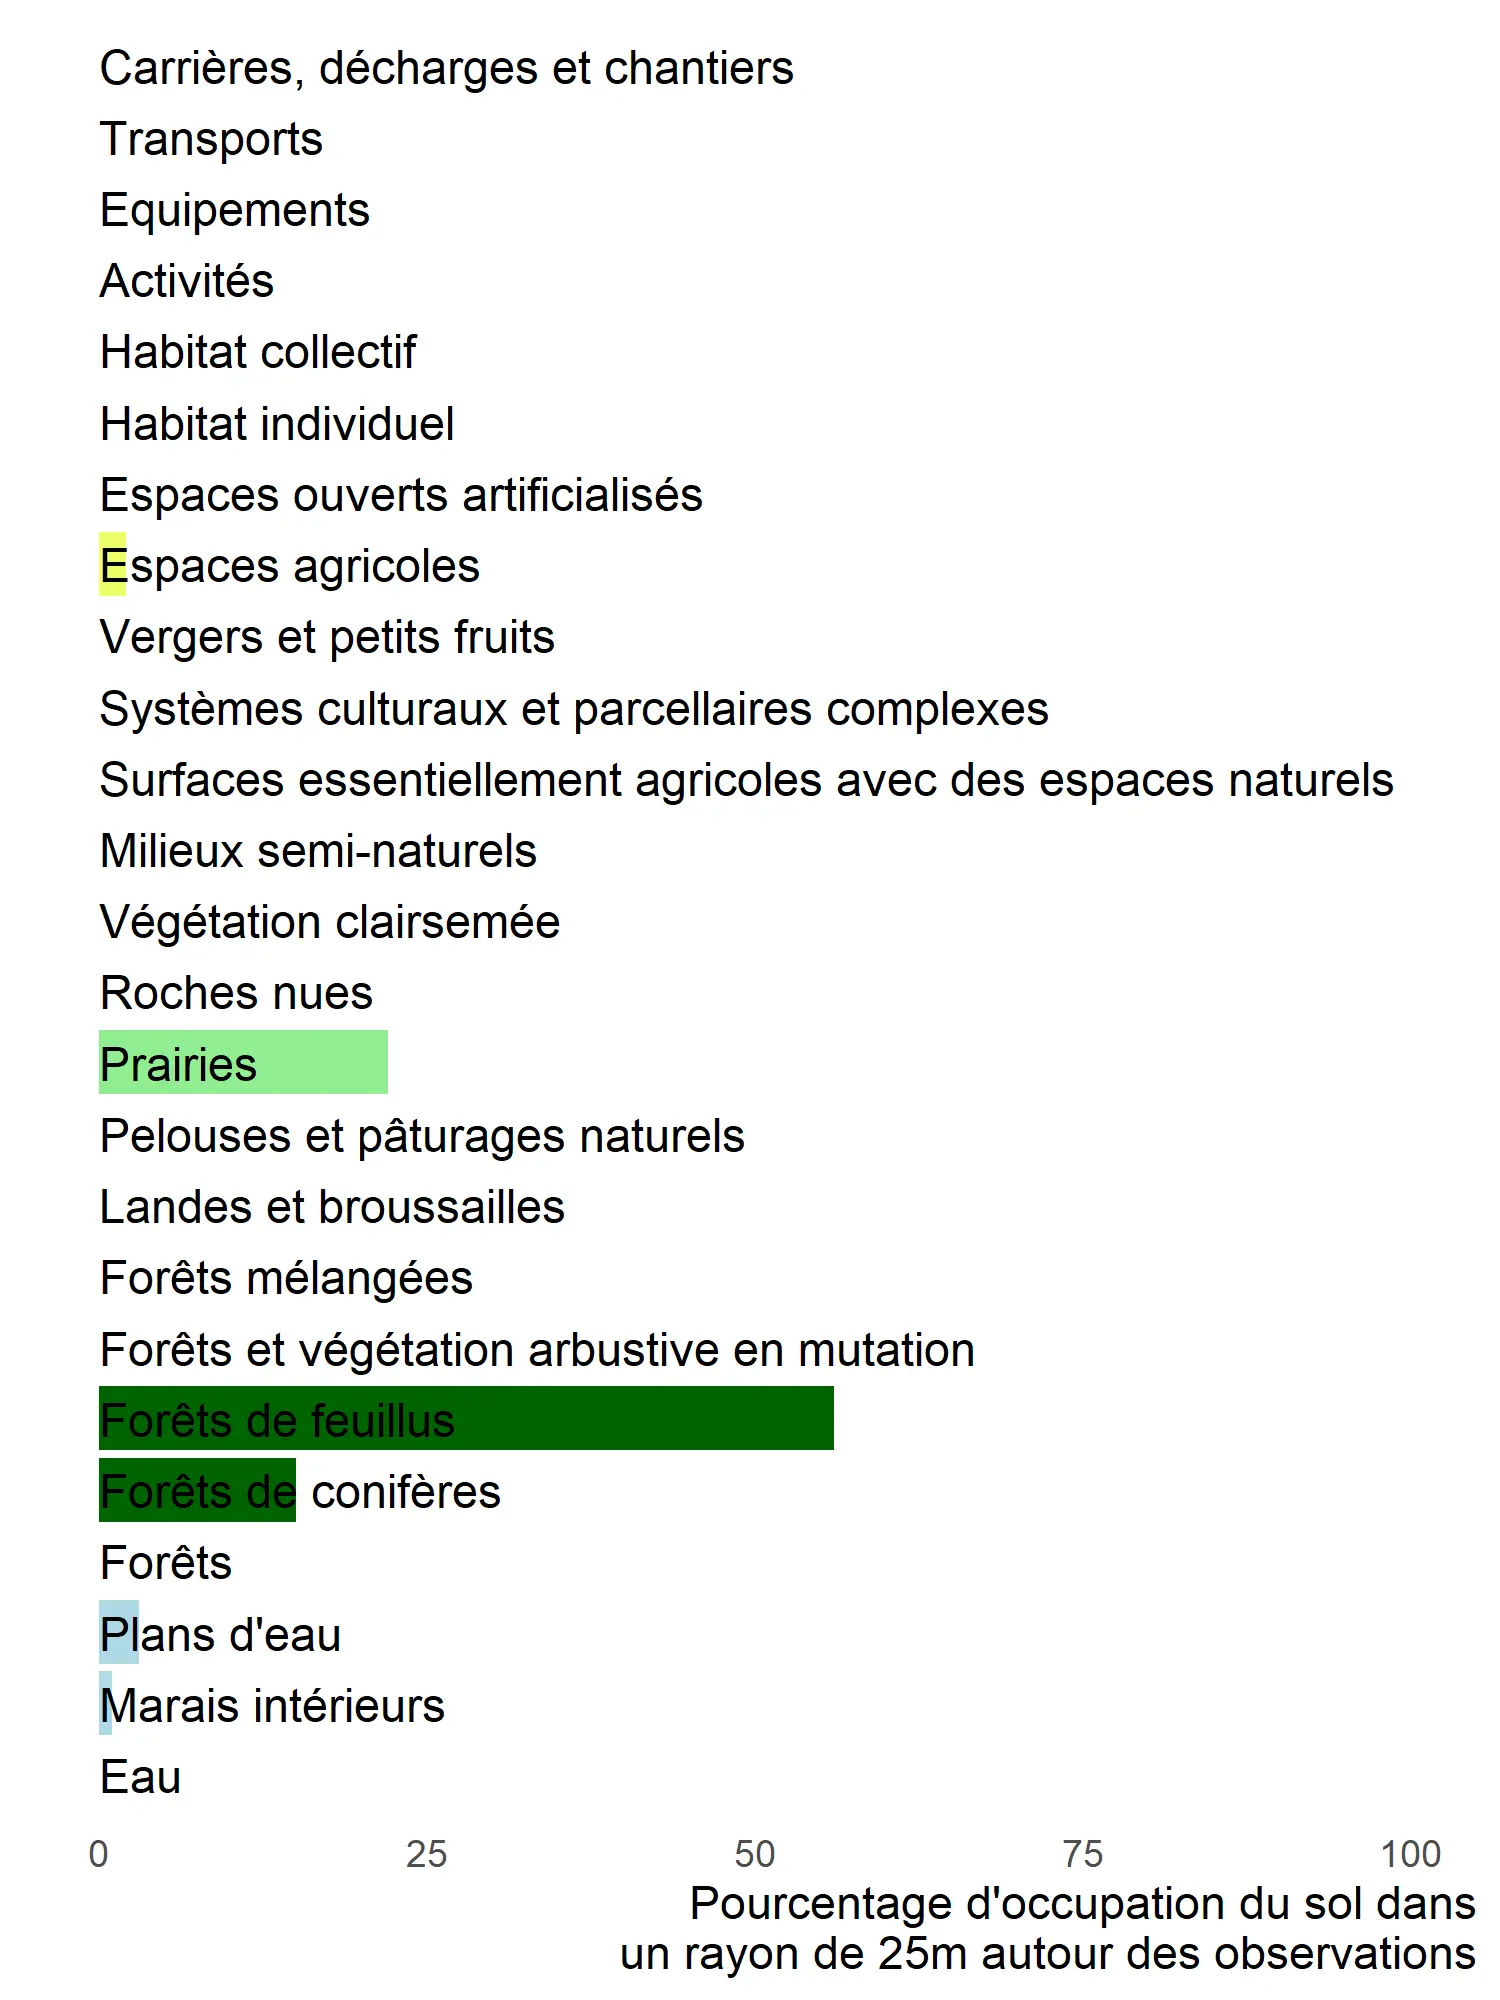 Carrières, décharges et chantiers
Transports
Equipements
Activités
Habitat collectif
Habitat individuel
Espaces ouverts artificialisés
Espaces agricoles
Vergers et petits fruits
Systèmes culturaux et parcellaires complexes
Surfaces essentiellement agricoles avec des espaces naturels
Milieux semi-naturels
Végétation clairsemée
Roches nues
Prairies
Pelouses et pâturages naturels
Landes et broussailles
Forêts mélangées
Forêts et végétation arbustive en mutation
Forêts de feuillus
Forêts de conifères
Forêts
Plans d'eau
Marais intérieurs
Eau
0 25 50 75 100
Pourcentage d'occupation du sol dans
un rayon de 25m autour des observations